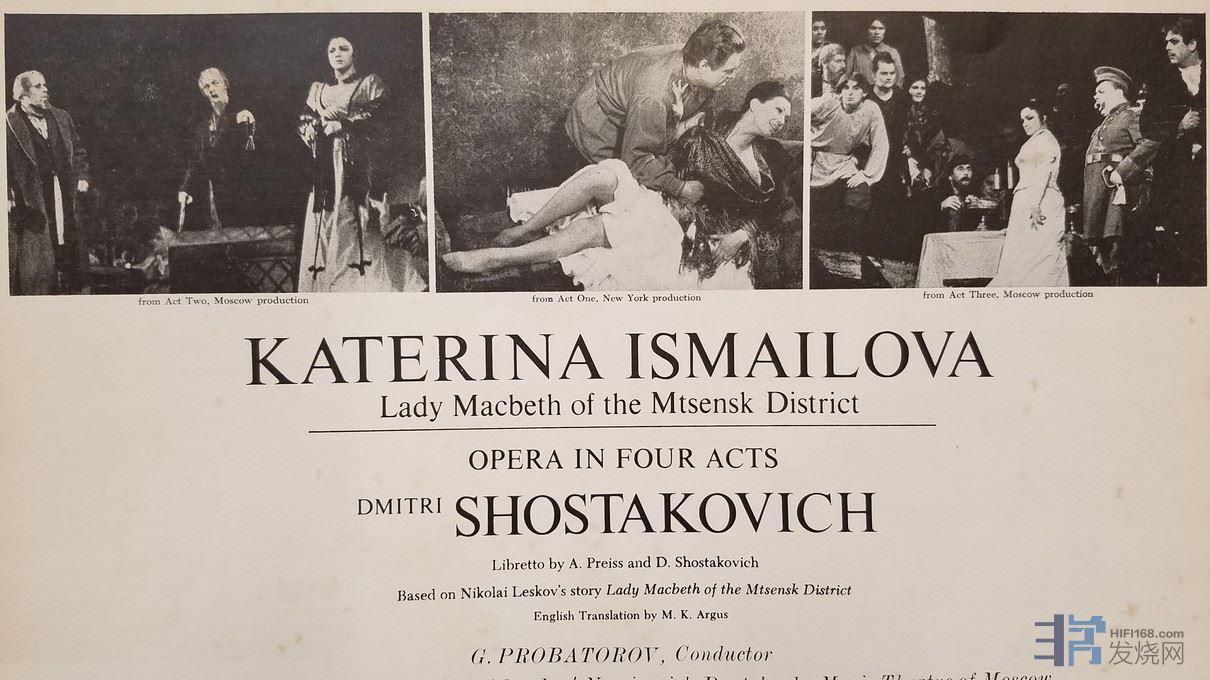 from Act Two, Moscow production
from Act One, New York production
from Act Three, Moscow production
KATERINA ISMAILOVA
Lady Macbeth of the Mtsensk District
OPERA IN FOUR ACTS
DMITRI SHOSTAKOVICH
Libretto by A. Preiss and D. Shostakovich
Based on Nikolai Leskov's story Lady Macbeth of the Mtsensk District
English Translation by M. K. Argus
G. PROBATOROV, Conductor
HIFI168.com
发烧网